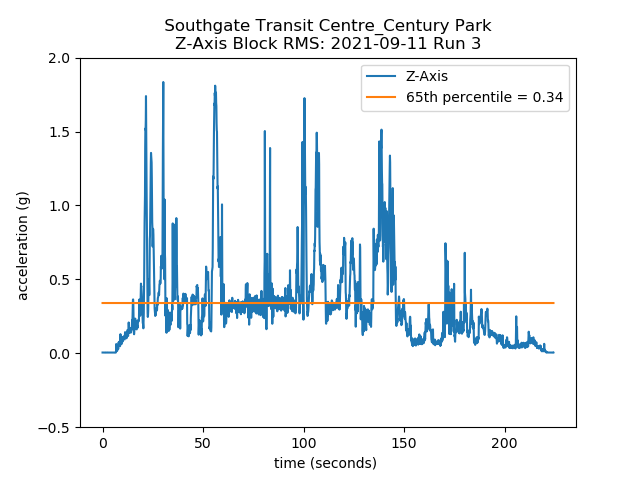 Southgate Transit Centre_Century Park
Z-Axis Block RMS: 2021-09-11 Run 3
Z-Axis
65th percentile = 0.34
2.0
1.5
1.0
0.5
0.0
−0.5
acceleration (g)
0 50 100 150 200
time (seconds)